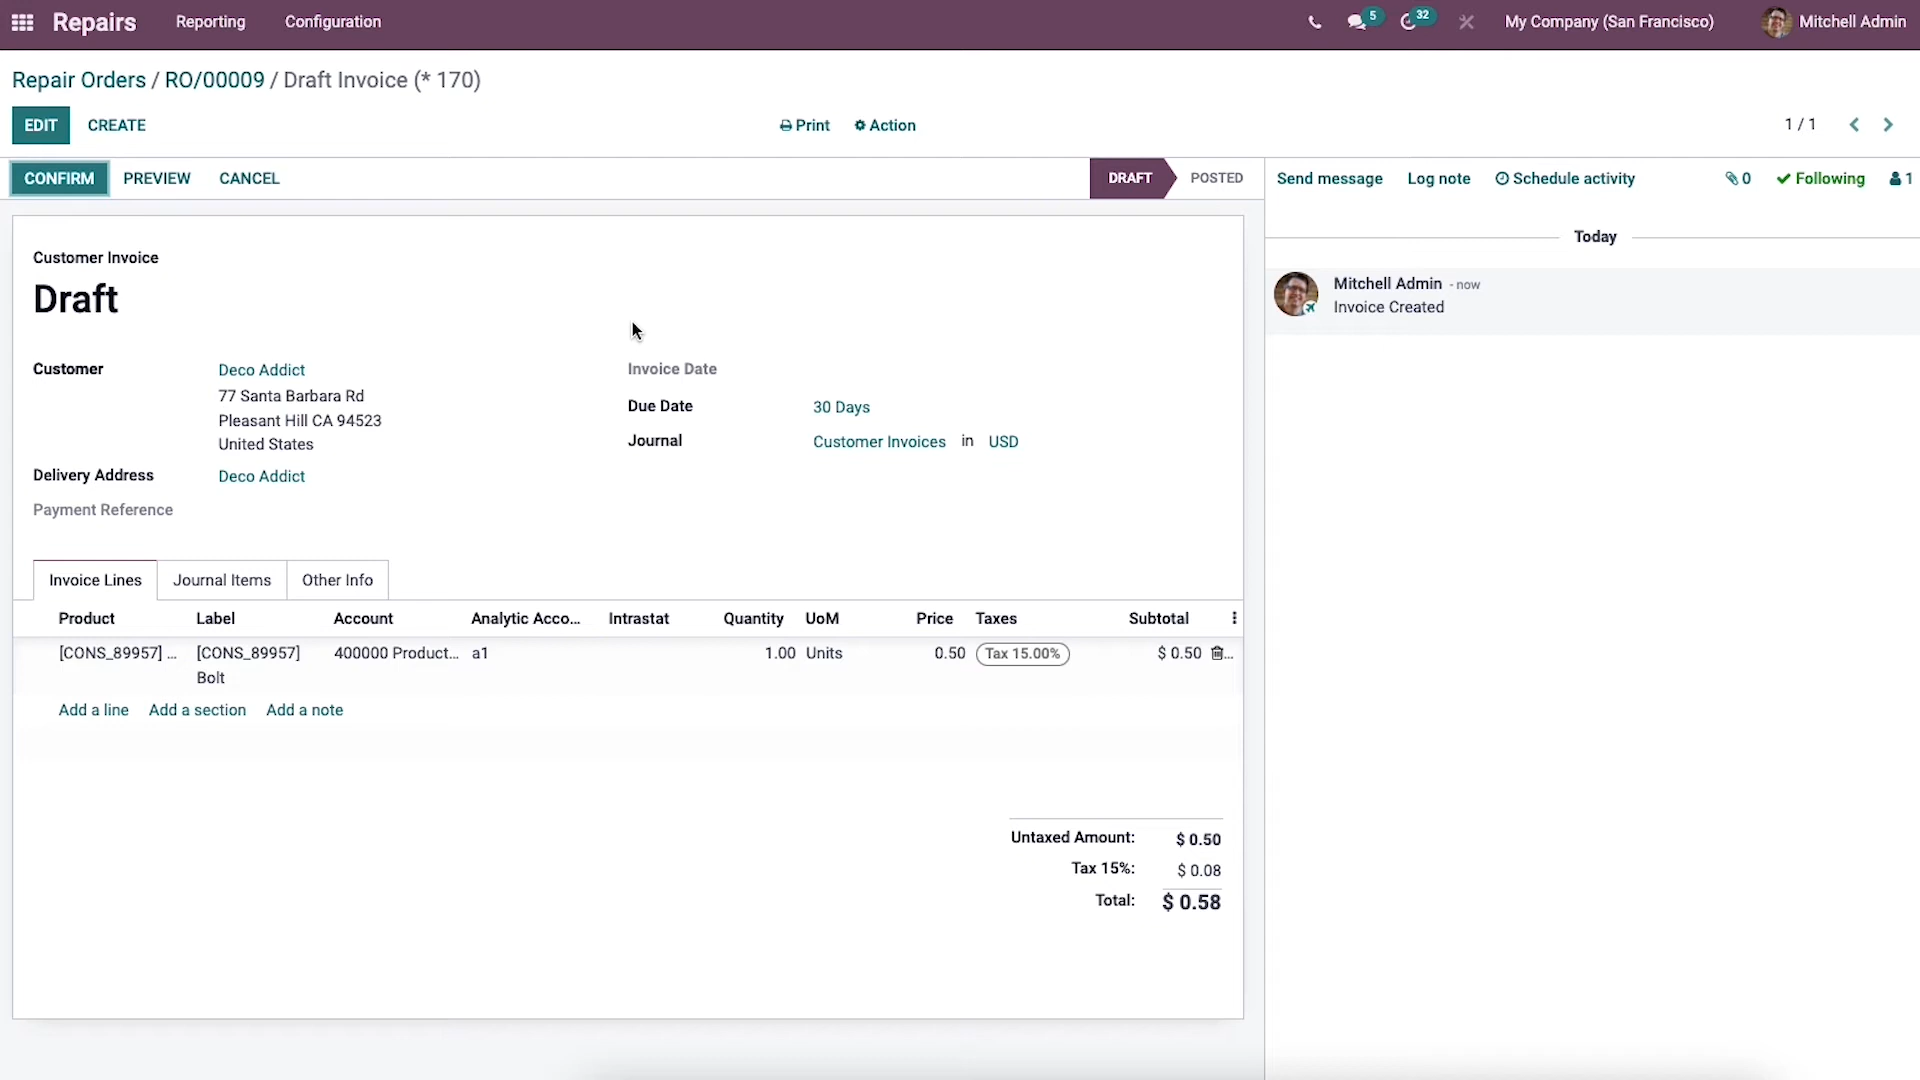 Repairs Reporting Configuration 5 32 My Company (San Francisco) Mitchell Admin
Repair Orders / RO/00009 / Draft Invoice (* 170)
EDIT CREATE Print Action 1 / 1
CONFIRM PREVIEW CANCEL DRAFT POSTED Send message Log note Schedule activity 0 Following 1
Today
Mitchell Admin - now
Invoice Created
Customer Invoice
Draft
Customer Deco Addict Invoice Date
77 Santa Barbara Rd
Pleasant Hill CA 94523 Due Date 30 Days
United States Journal Customer Invoices in USD
Delivery Address Deco Addict
Payment Reference
Invoice Lines Journal Items Other Info
Product Label Account Analytic Acco... Intrastat Quantity UoM Price Taxes Subtotal
[CONS_89957] ... [CONS_89957] 400000 Product... a1 1.00 Units 0.50 Tax 15.00% $ 0.50 ...
Bolt
Add a line Add a section Add a note
Untaxed Amount: $ 0.50
Tax 15%: $ 0.08
Total: $ 0.58